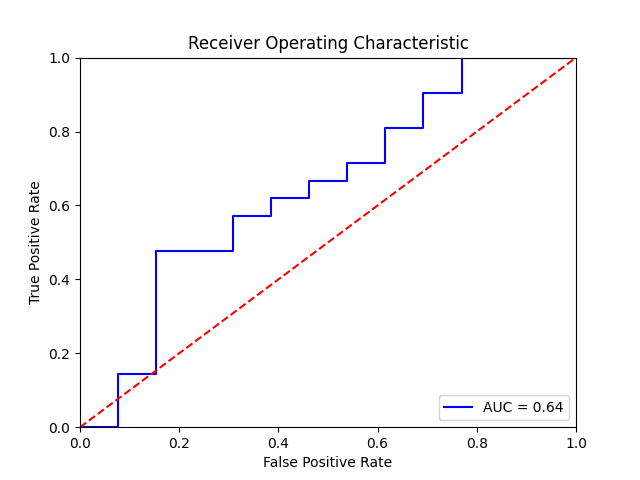 Receiver Operating Characteristic
1.0
0.8
0.6
0.4
0.2
0.0
True Positive Rate
AUC = 0.64
0.0 0.2 0.4 0.6 0.8 1.0
False Positive Rate